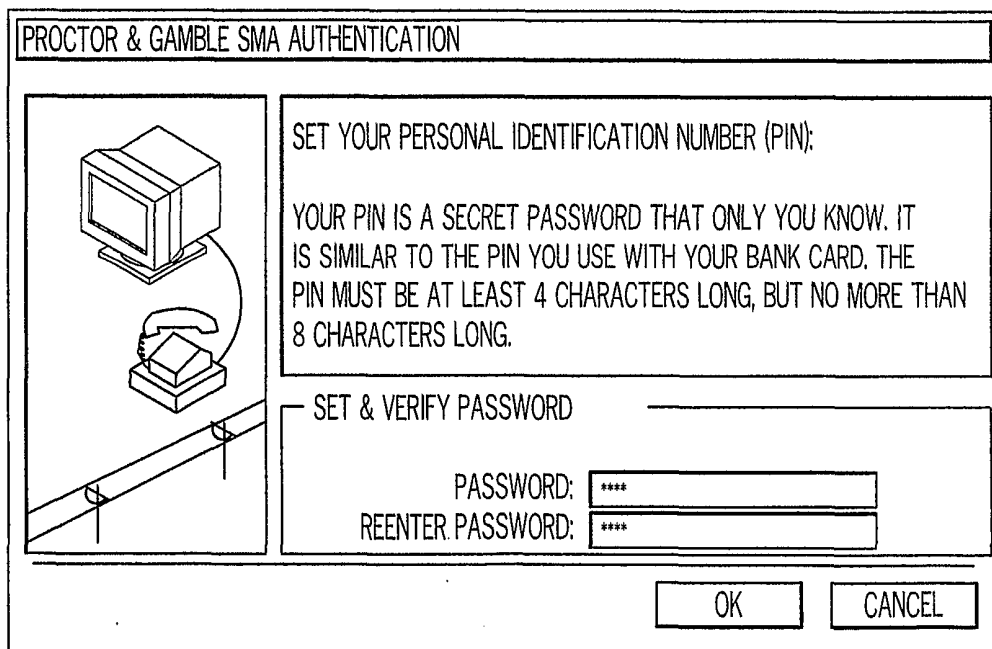 PROCTOR & GAMBLE SMA AUTHENTICATION
SET YOUR PERSONAL IDENTIFICATION NUMBER (PIN):
YOUR PIN IS A SECRET PASSWORD THAT ONLY YOU KNOW. IT
IS SIMILAR TO THE PIN YOU USE WITH YOUR BANK CARD. THE
PIN MUST BE AT LEAST 4 CHARACTERS LONG, BUT NO MORE THAN
8 CHARACTERS LONG.
SET & VERIFY PASSWORD
PASSWORD: ****
REENTER PASSWORD: ****
OK CANCEL